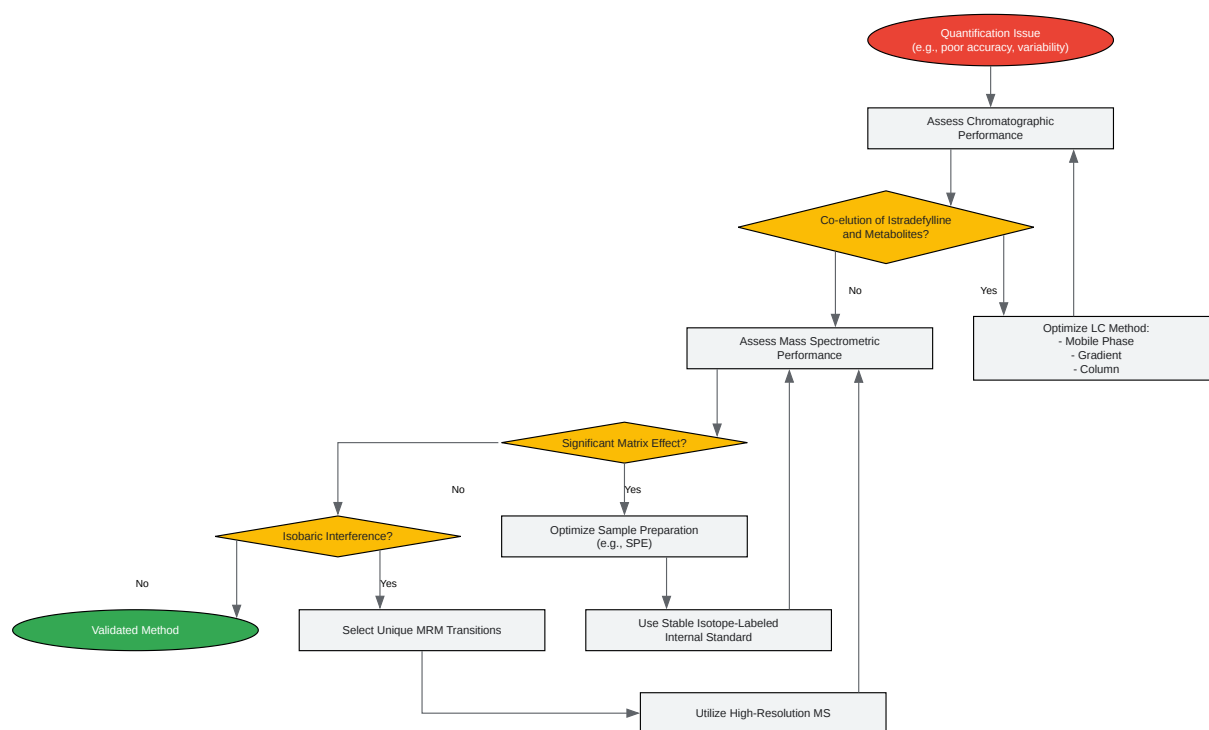 Quantification Issue
(e.g., poor accuracy, variability)
Assess Chromatographic
Performance
Co-elution of Istradefylline
and Metabolites?
No
Yes
Optimize LC Method:
- Mobile Phase
- Gradient
- Column
Assess Mass Spectrometric
Performance
Significant Matrix Effect?
No
Yes
Isobaric Interference?
Optimize Sample Preparation
(e.g., SPE)
No
Yes
Validated Method
Select Unique MRM Transitions
Use Stable Isotope-Labeled
Internal Standard
Utilize High-Resolution MS